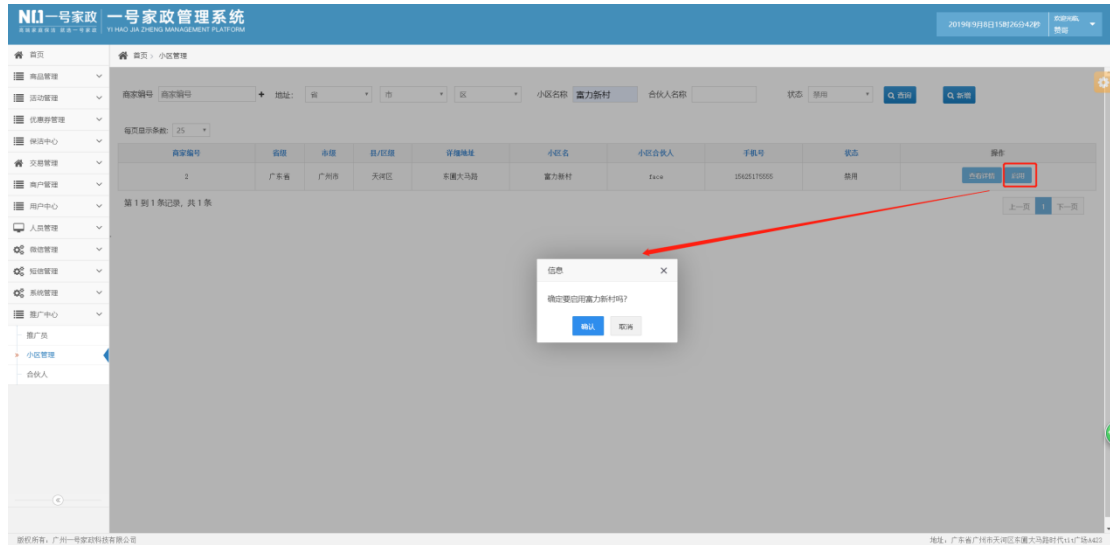 NO.1一号家政 一号家政管理系统
YI HAO JIA ZHENG MANAGEMENT PLATFORM
2019年9月8日15时26分42秒
首页
首页 > 小区管理
商品管理
活动管理
商家编号 商家编号 + 地址: 省 市 区 小区名称 富力新村 合伙人名称 状态 禁用 查询 新增
优惠券管理
每页显示条数: 25
保洁中心
商家编号 省级 市级 县/区级 详细地址 小区名 小区合伙人 手机号 状态 操作
交易管理
2 广东省 广州市 天河区 东圃大马路 富力新村 face 15625175555 禁用 查看详情 启用
商户管理
第 1 到 1 条记录, 共 1 条
上一页 1 下一页
用户中心
人员管理
微信管理
短信管理
系统管理
推广中心
推广员
小区管理
合伙人
信息
确定要启用富力新村吗?
确认 取消
版权所有: 广州一号家政科技有限公司